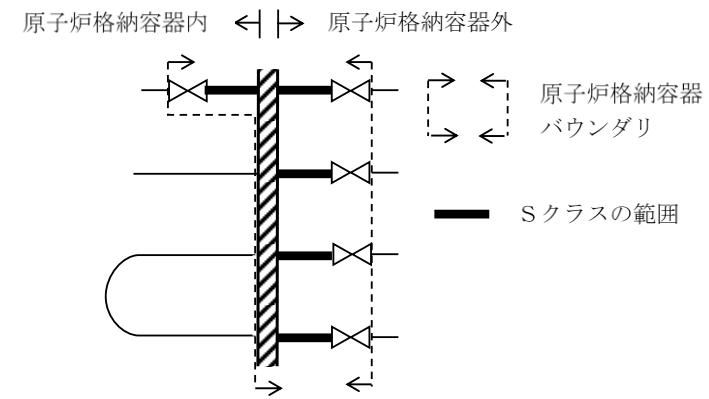 原子炉格納容器内
原子炉格納容器外
原子炉格納容器
バウンダリ
Ｓクラスの範囲